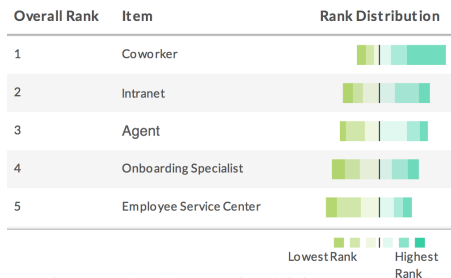 Overall Rank Item Rank Distribution
1 Coworker
2 Intranet
3 Agent
4 Onboarding Specialist
5 Employee Service Center
Lowest Rank Highest
Rank